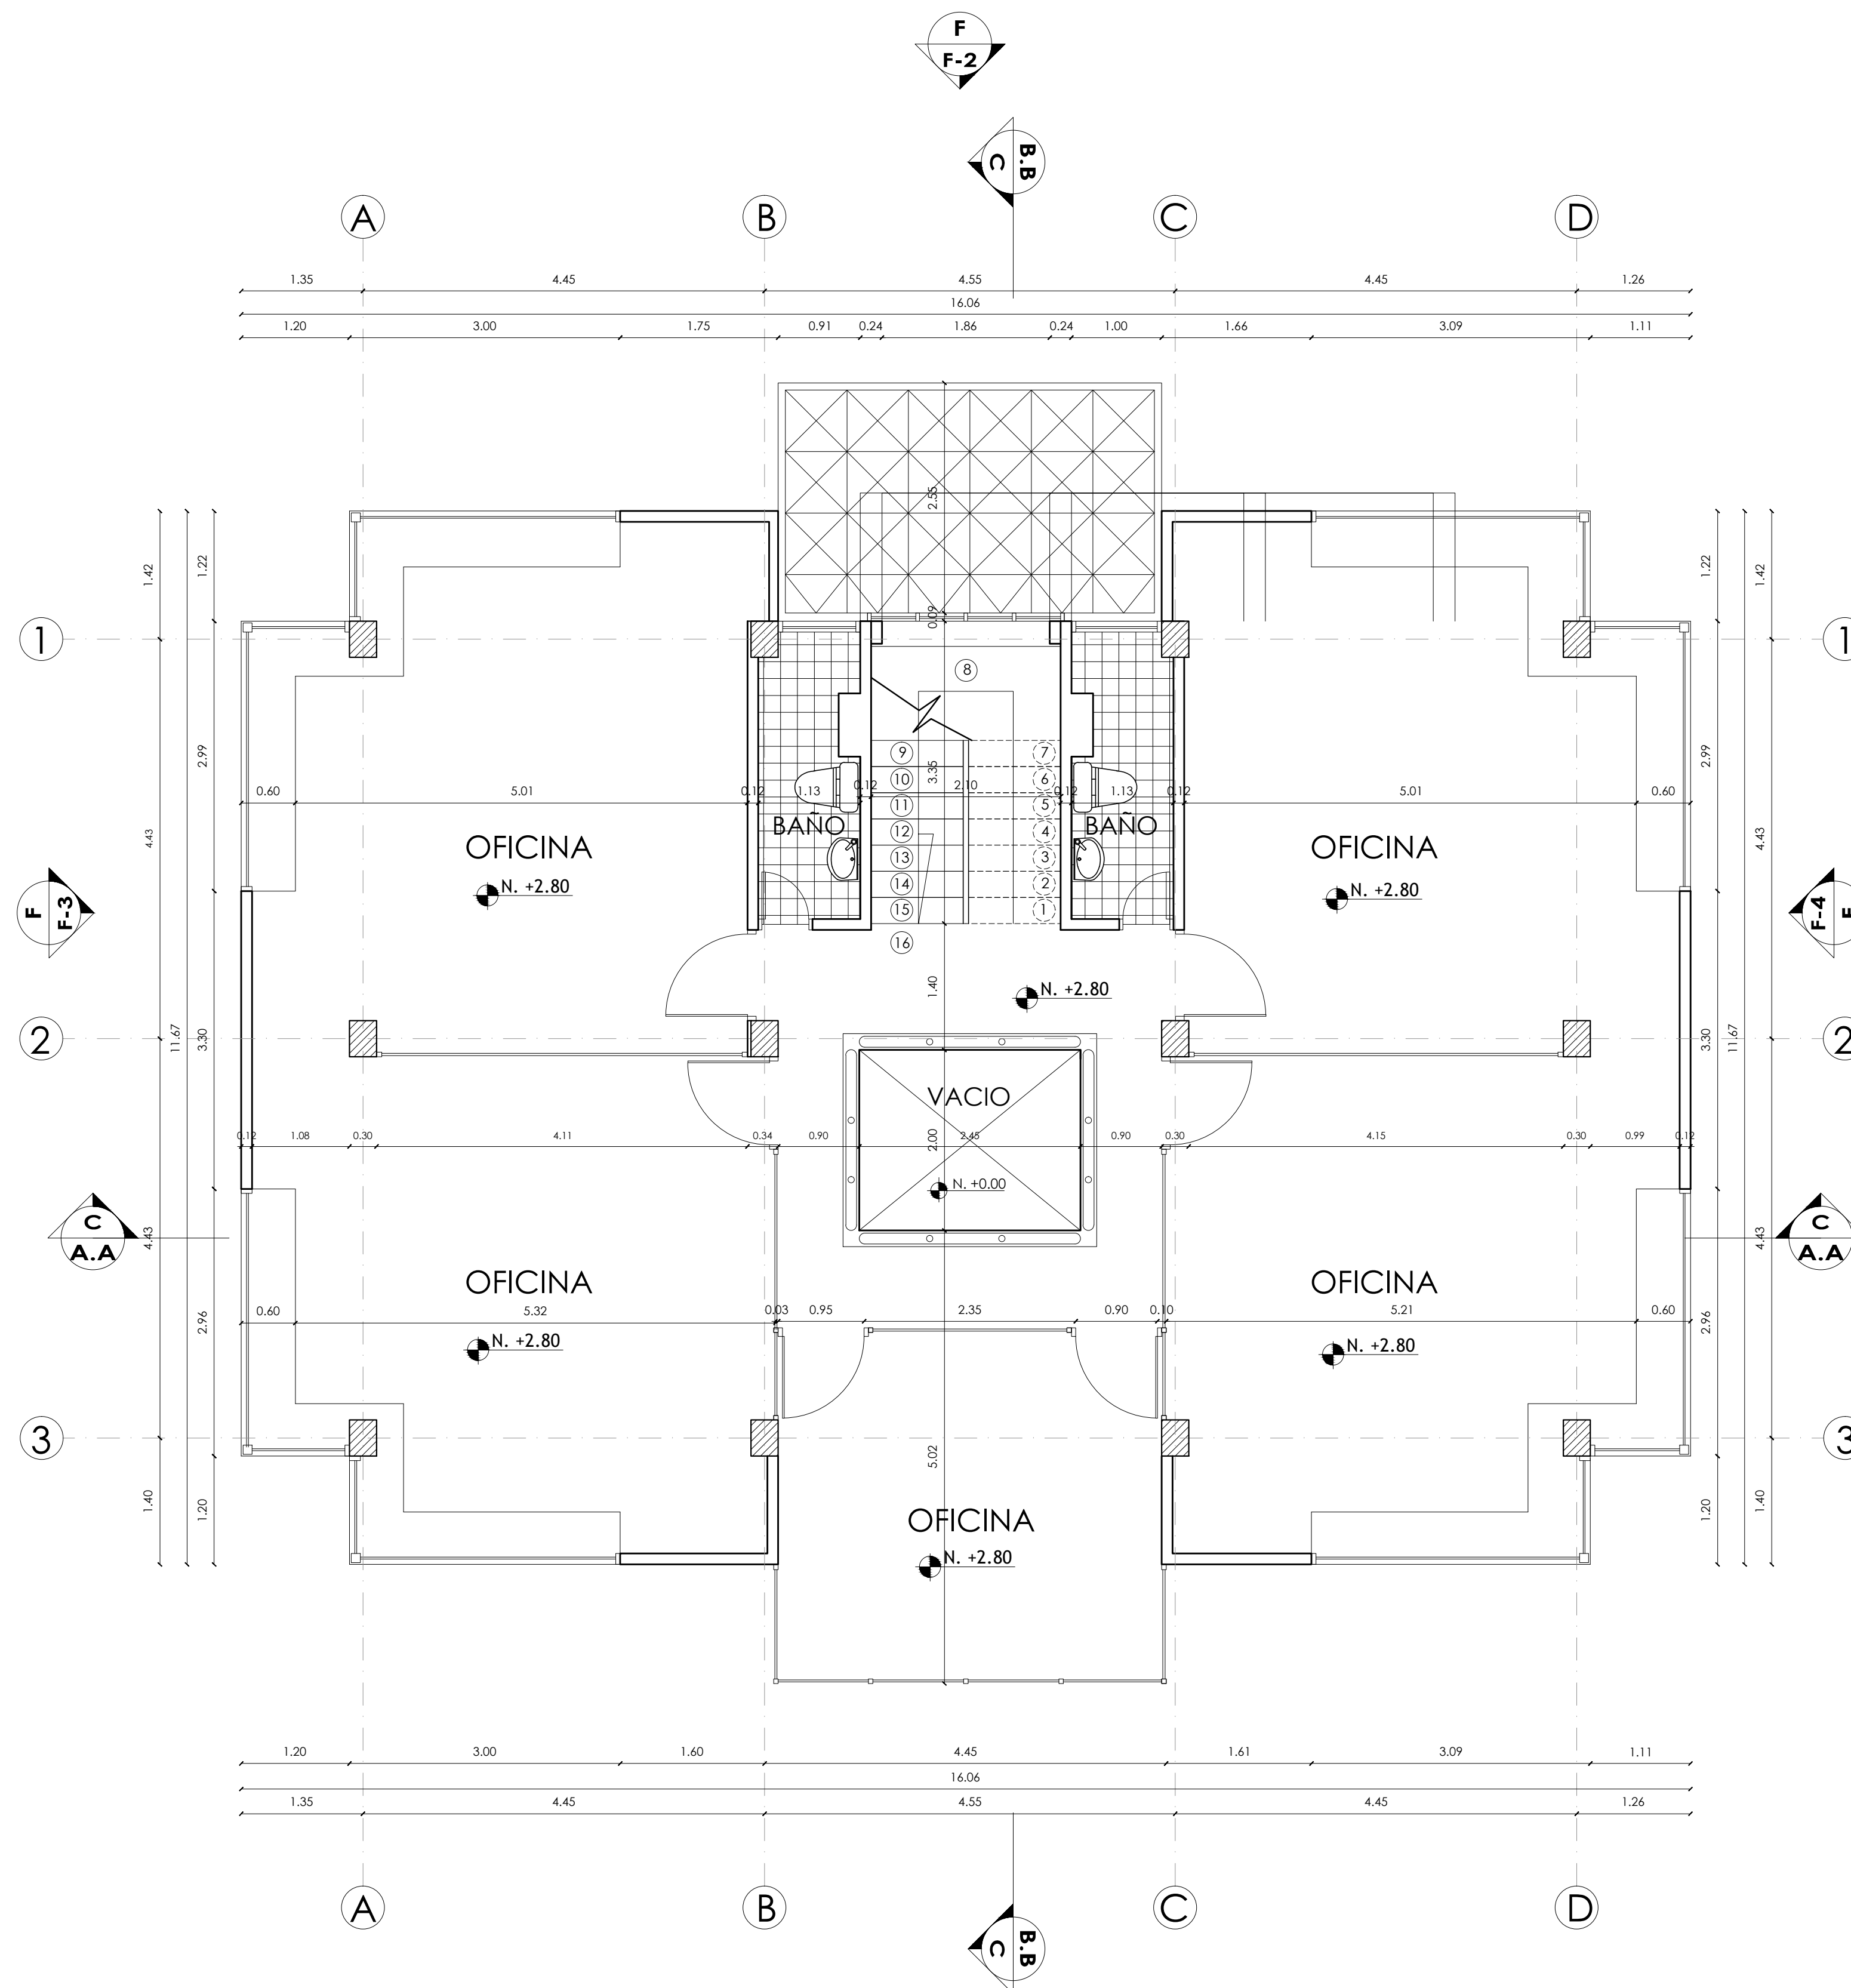 F
F-2
C
B.B
A B C D
1.35 4.45 4.55 4.45 1.26
16.06
1.20 3.00 1.75 0.91 0.24 1.86 0.24 1.00 1.66 3.09 1.11
2.55
1.42 1.22 1.22 1.42
0.09
1 1
8
2.99 9 7 2.99
3.35
10 6
0.60 5.01 0.12 1.13 0.12 2.10 0.12 1.13 0.12 5.01 0.60
11 5
BAÑO BAÑO
4.43 12 4 4.43
OFICINA OFICINA
13 3
14 2
N. +2.80 N. +2.80
15 1
F
F-3
F-4
16
1.40
N. +2.80
2 2
11.67 3.30 3.30 11.67
VACIO
0.12 1.08 0.30 4.11 0.34 0.90 2.00 2.45 0.90 0.30 4.15 0.30 0.99 0.12
N. +0.00
C
A.A
4.43 4.43
C
A.A
OFICINA OFICINA
0.60 5.32 0.03 0.95 2.35 0.90 0.10 5.21 0.60
2.96 2.96
N. +2.80 N. +2.80
3 3
5.02
1.40 1.20 1.20 1.40
OFICINA
N. +2.80
1.20 3.00 1.60 4.45 1.61 3.09 1.11
16.06
1.35 4.45 4.55 4.45 1.26
A B C D
C
B.B